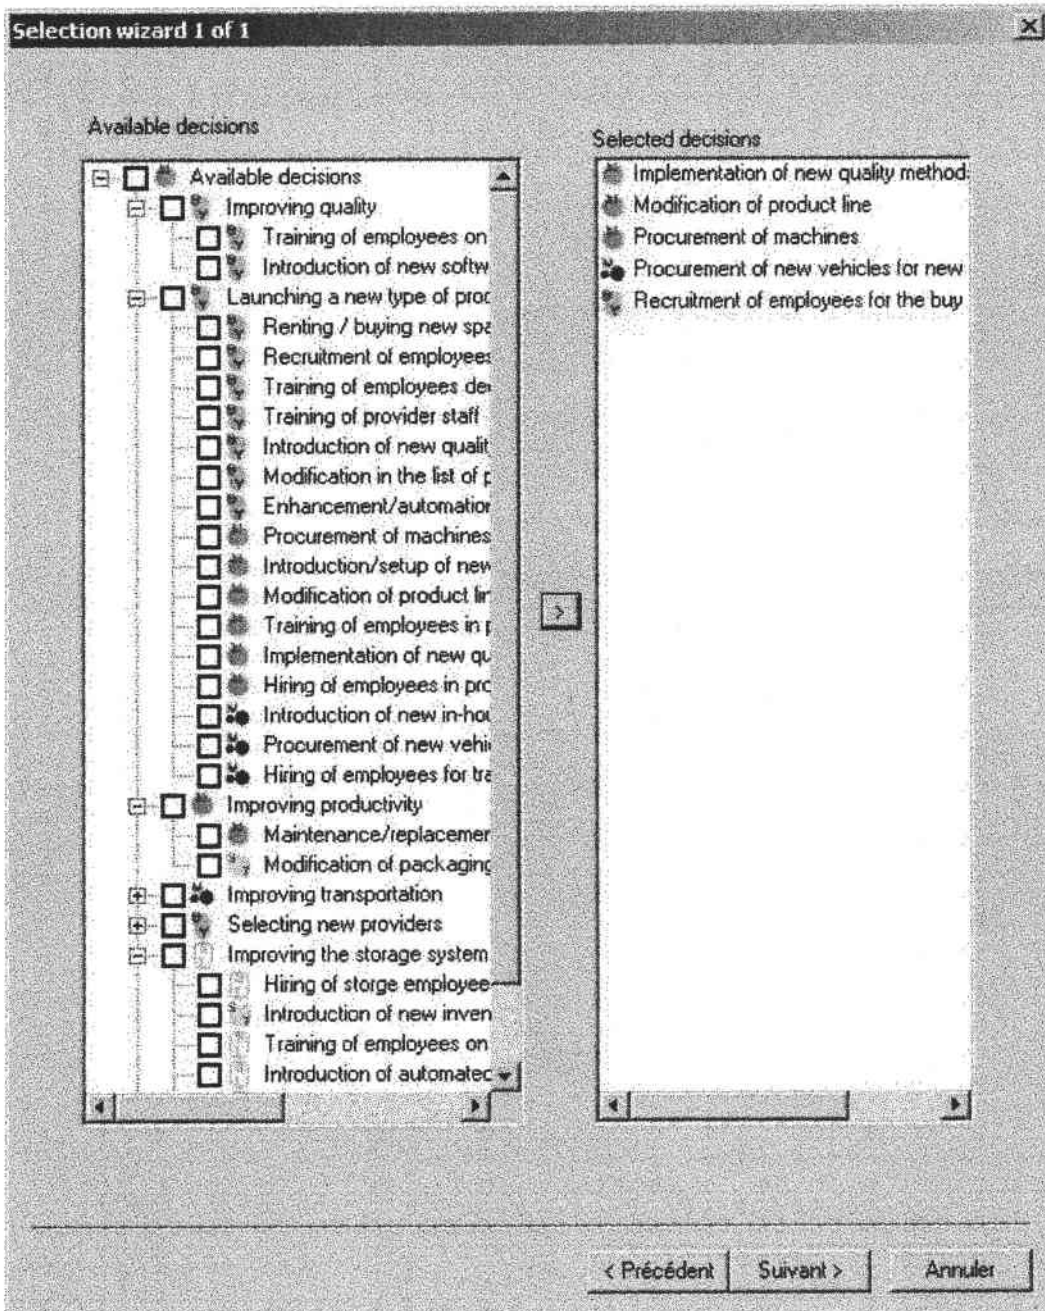 Selection wizard 1 of 1
Available decisions
Available decisions
Improving quality
Training of employees on
Introduction of new softw
Launching a new type of proc
Renting / buying new spa
Recruitment of employees
Training of employees de
Training of provider staff
Introduction of new qualit
Modification in the list of p
Enhancement/automation
Procurement of machines
Introduction/setup of new
Modification of product lin
Training of employees in p
Implementation of new qu
Hiring of employees in pro
Introduction of new in-hou
Procurement of new vehi
Hiring of employees for tra
Improving productivity
Maintenance/replacemen
Modification of packaging
Improving transportation
Selecting new providers
Improving the storage system
Hiring of storge employee
Introduction of new inven
Training of employees on
Introduction of automated
>
Selected decisions
Implementation of new quality method
Modification of product line
Procurement of machines
Procurement of new vehicles for new
Recruitment of employees for the buy
< Précédent
Suivant >
Annuler